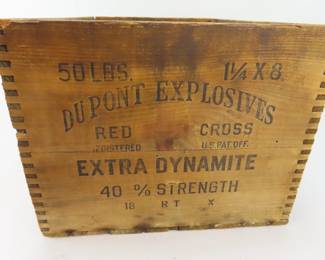 50 LBS. 1¼ X 8
DU PONT EXPLOSIVES
RED CROSS
REGISTERED U.S. PAT. OFF.
EXTRA DYNAMITE
40 % STRENGTH
18 RT X